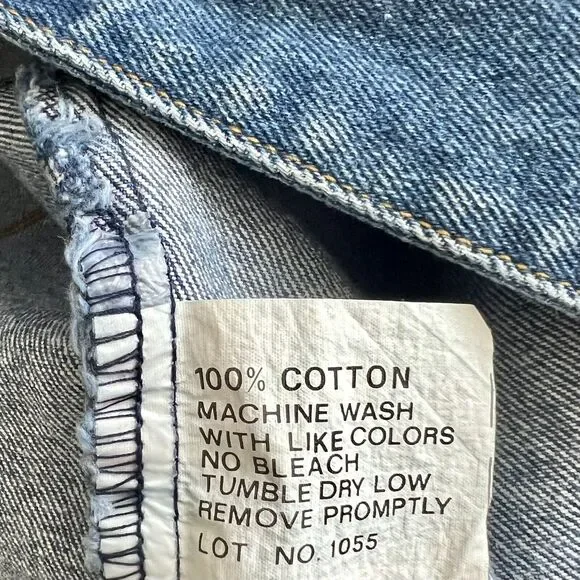 100% COTTON
MACHINE WASH
WITH LIKE COLORS
NO BLEACH
TUMBLE DRY LOW
REMOVE PROMPTLY
LOT NO. 1055